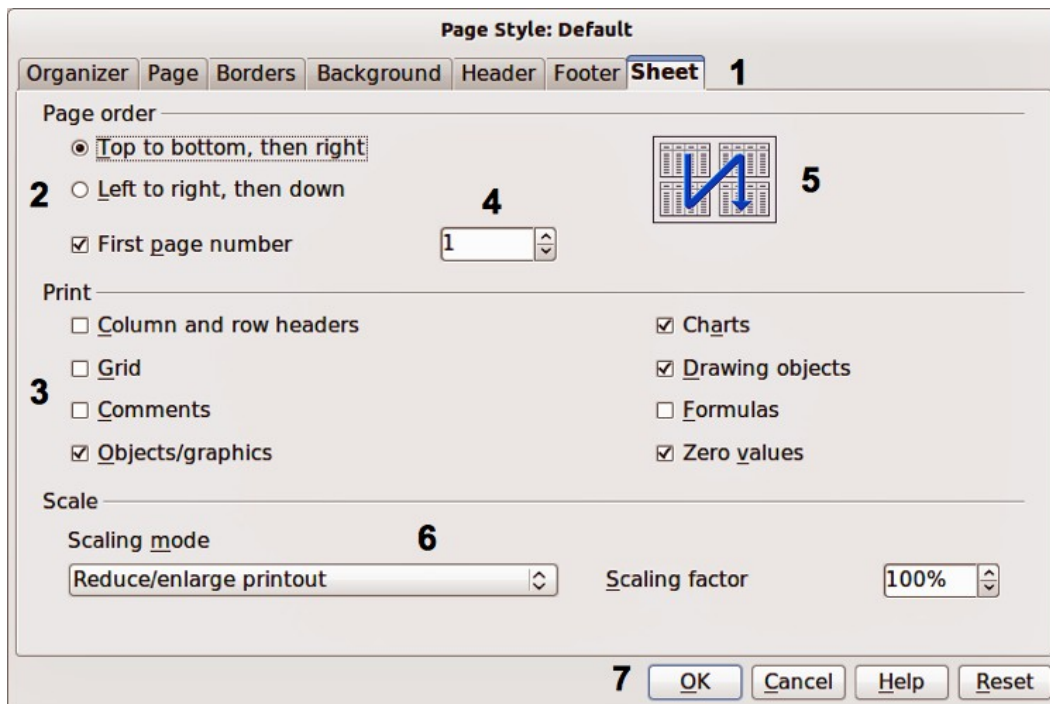 Page Style: Default
Organizer Page Borders Background Header Footer Sheet 1
Page order
Top to bottom, then right
2 Left to right, then down 4 5
First page number 1
Print
Column and row headers Charts
Grid Drawing objects
3
Comments Formulas
Objects/graphics Zero values
Scale
Scaling mode 6
Reduce/enlarge printout Scaling factor 100%
7 OK Cancel Help Reset